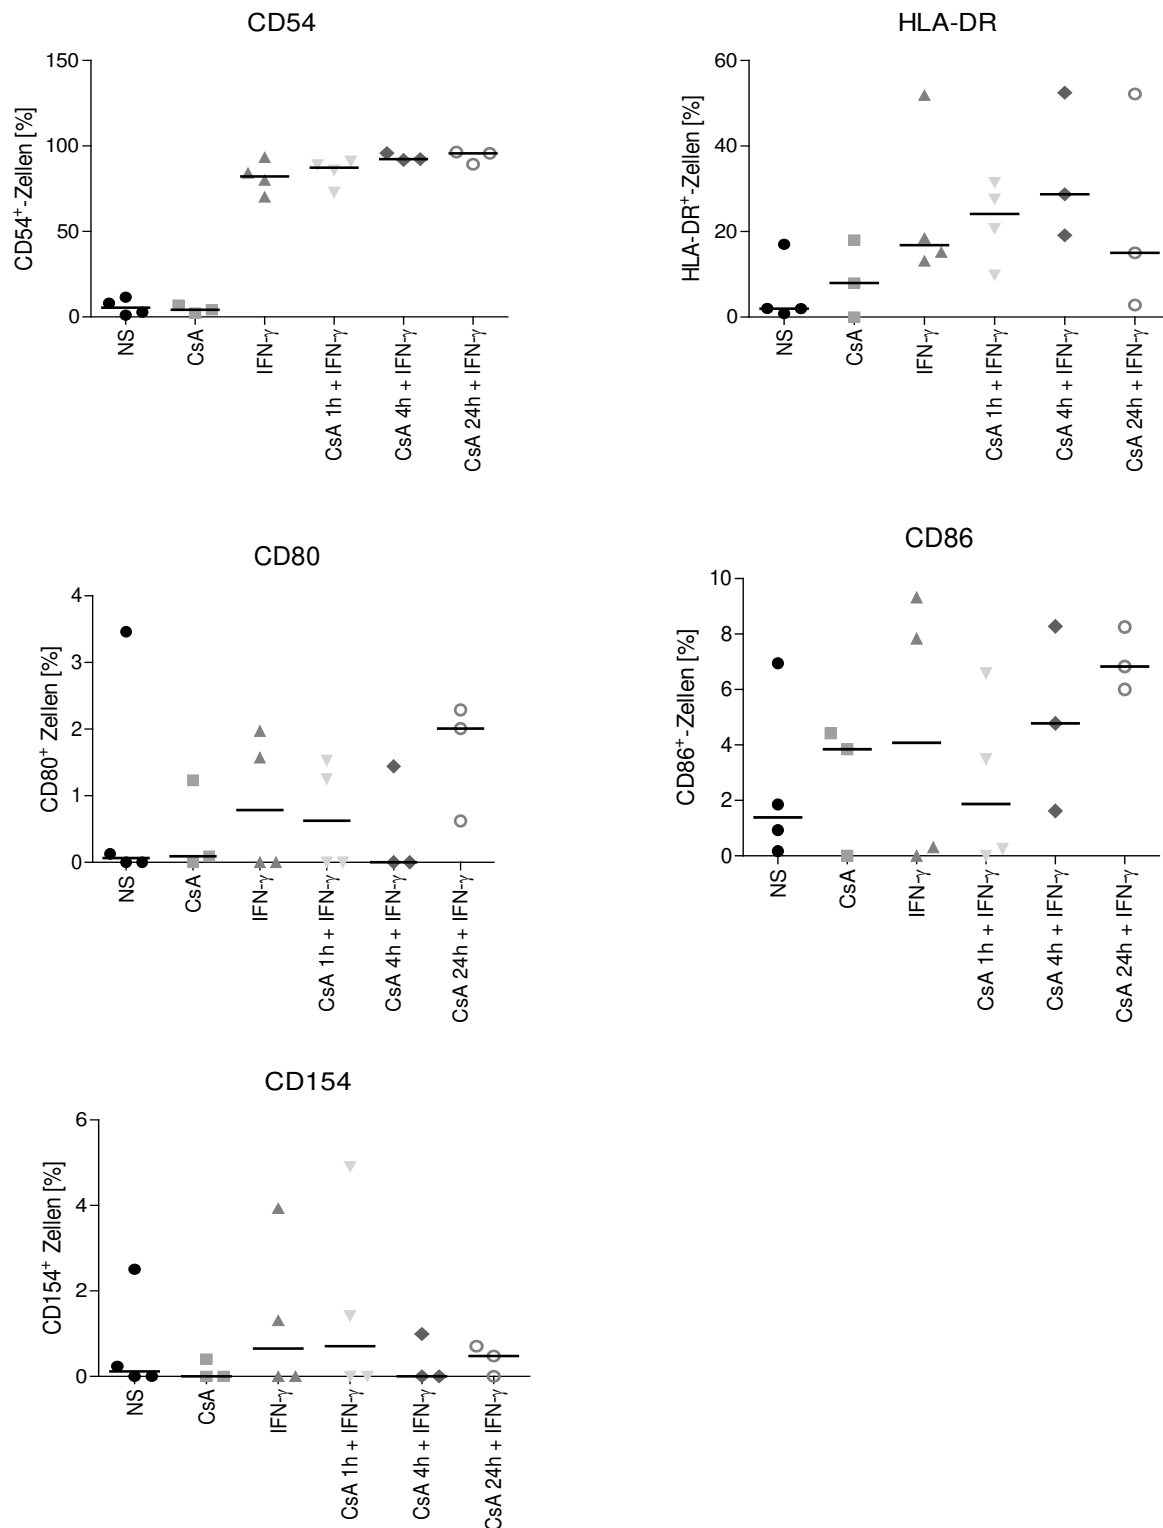 CD54
150
100
50
0
CD54⁺-Zellen [%]
NS
CsA
IFN-γ
CsA 1h + IFN-γ
CsA 4h + IFN-γ
CsA 24h + IFN-γ
HLA-DR
60
40
20
0
HLA-DR⁺-Zellen [%]
NS
CsA
IFN-γ
CsA 1h + IFN-γ
CsA 4h + IFN-γ
CsA 24h + IFN-γ
CD80
4
3
2
1
0
CD80⁺ Zellen [%]
NS
CsA
IFN-γ
CsA 1h + IFN-γ
CsA 4h + IFN-γ
CsA 24h + IFN-γ
CD86
10
8
6
4
2
0
CD86⁺-Zellen [%]
NS
CsA
IFN-γ
CsA 1h + IFN-γ
CsA 4h + IFN-γ
CsA 24h + IFN-γ
CD154
6
4
2
0
CD154⁺ Zellen [%]
NS
CsA
IFN-γ
CsA 1h + IFN-γ
CsA 4h + IFN-γ
CsA 24h + IFN-γ